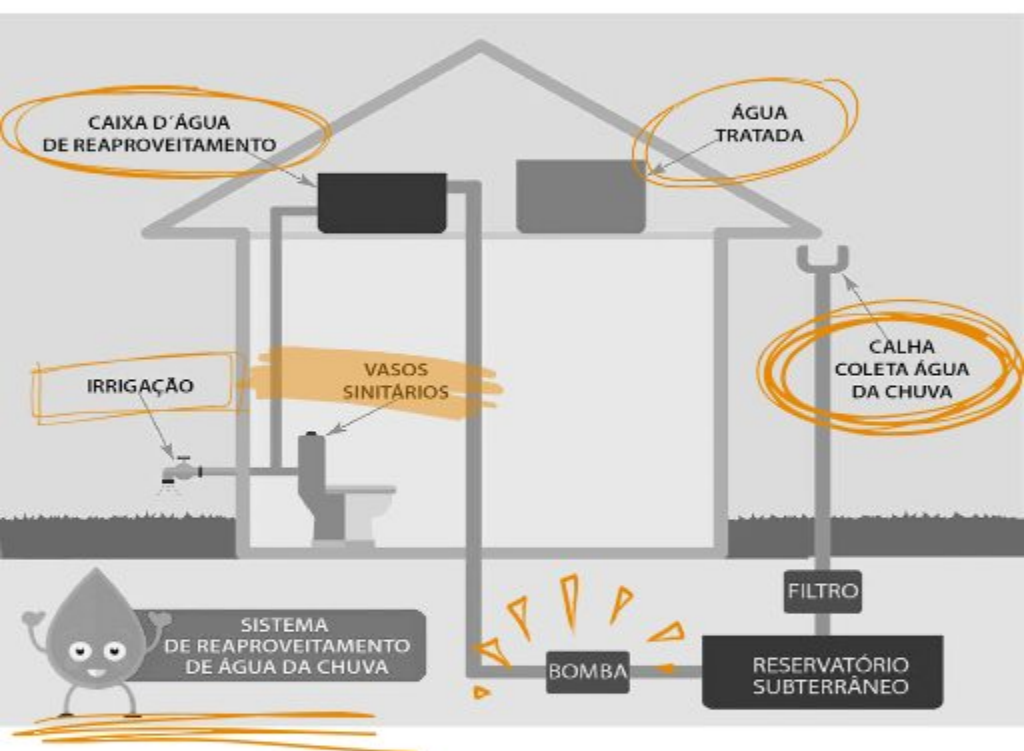 CAIXA D´ÁGUA
DE REAPROVEITAMENTO
ÁGUA
TRATADA
CALHA
COLETA ÁGUA
DA CHUVA
IRRIGAÇÃO
VASOS
SINITÁRIOS
FILTRO
SISTEMA
DE REAPROVEITAMENTO
DE ÁGUA DA CHUVA
BOMBA
RESERVATÓRIO
SUBTERRÂNEO